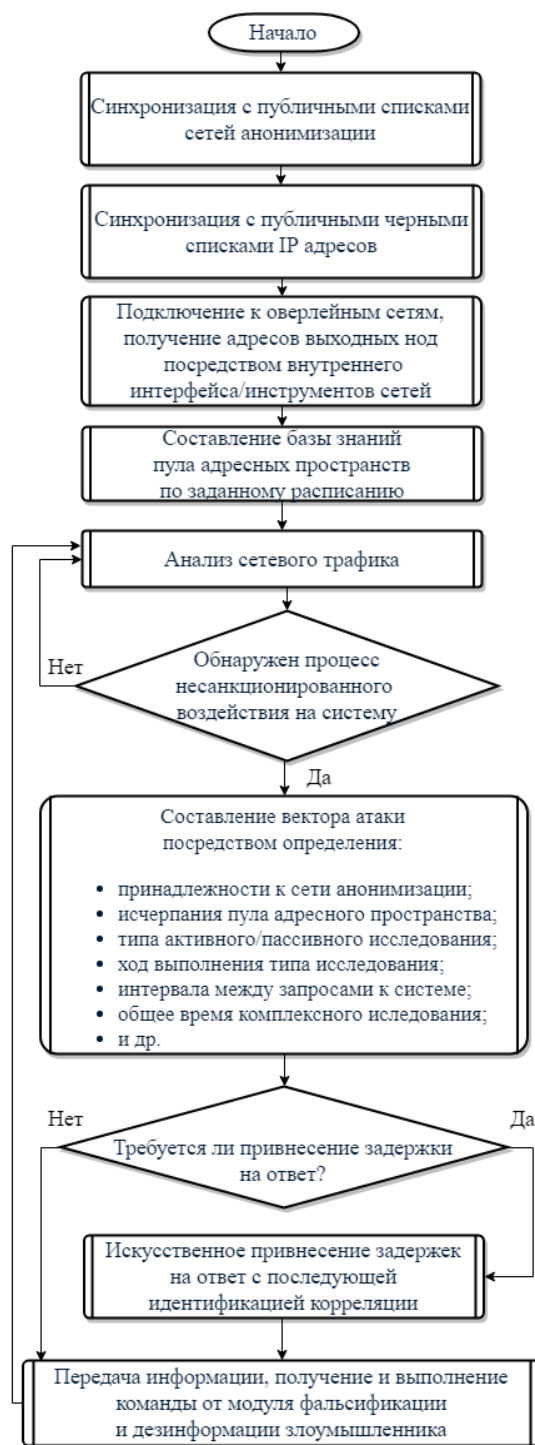 Начало
Синхронизация с публичными списками
сетей анонимизации
Синхронизация с публичными черными
списками IP адресов
Подключение к оверлейным сетям,
получение адресов выходных нод
посредством внутреннего
интерфейса/инструментов сетей
Составление базы знаний
пула адресных пространств
по заданному расписанию
Анализ сетевого трафика
Нет
Обнаружен процесс
несанкционированного
воздействия на систему
Да
Составление вектора атаки
посредством определения:
• принадлежности к сети анонимизации;
• исчерпания пула адресного пространства;
• типа активного/пассивного исследования;
• ход выполнения типа исследования;
• интервала между запросами к системе;
• общее время комплексного иследования;
• и др.
Нет
Да
Требуется ли привнесение задержки
на ответ?
Искусственное привнесение задержек
на ответ с последующей
идентификацией корреляции
Передача информации, получение и выполнение
команды от модуля фальсификации
и дезинформации злоумышленника